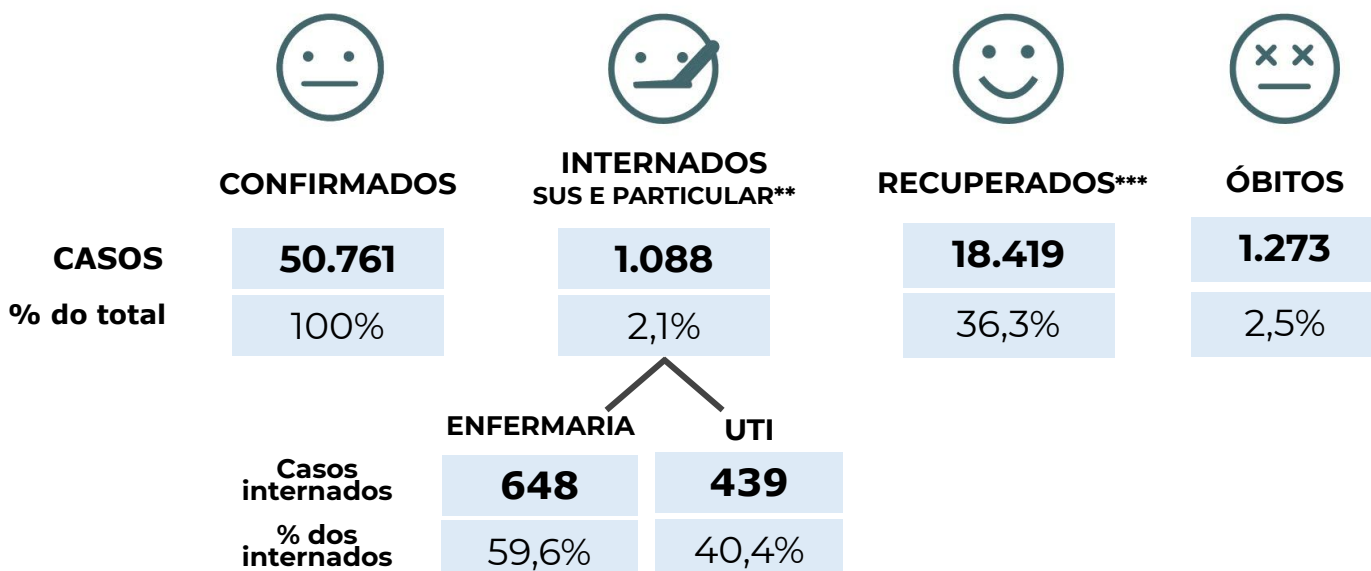 CONFIRMADOS
INTERNADOS
SUS E PARTICULAR**
RECUPERADOS***
ÓBITOS
CASOS 50.761 1.088 18.419 1.273
% do total 100% 2,1% 36,3% 2,5%
ENFERMARIA UTI
Casos
internados
648 439
% dos
internados
59,6% 40,4%